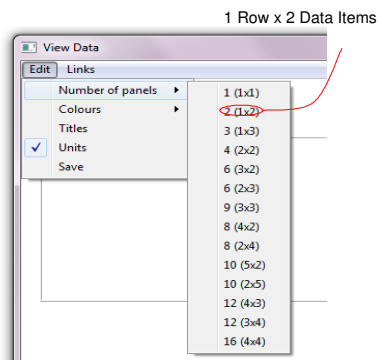 1 Row x 2 Data Items
View Data
Edit Links
Number of panels
Colours
Titles
Units
Save
1 (1x1)
2 (1x2)
3 (1x3)
4 (2x2)
6 (3x2)
6 (2x3)
9 (3x3)
8 (4x2)
8 (2x4)
10 (5x2)
10 (2x5)
12 (4x3)
12 (3x4)
16 (4x4)